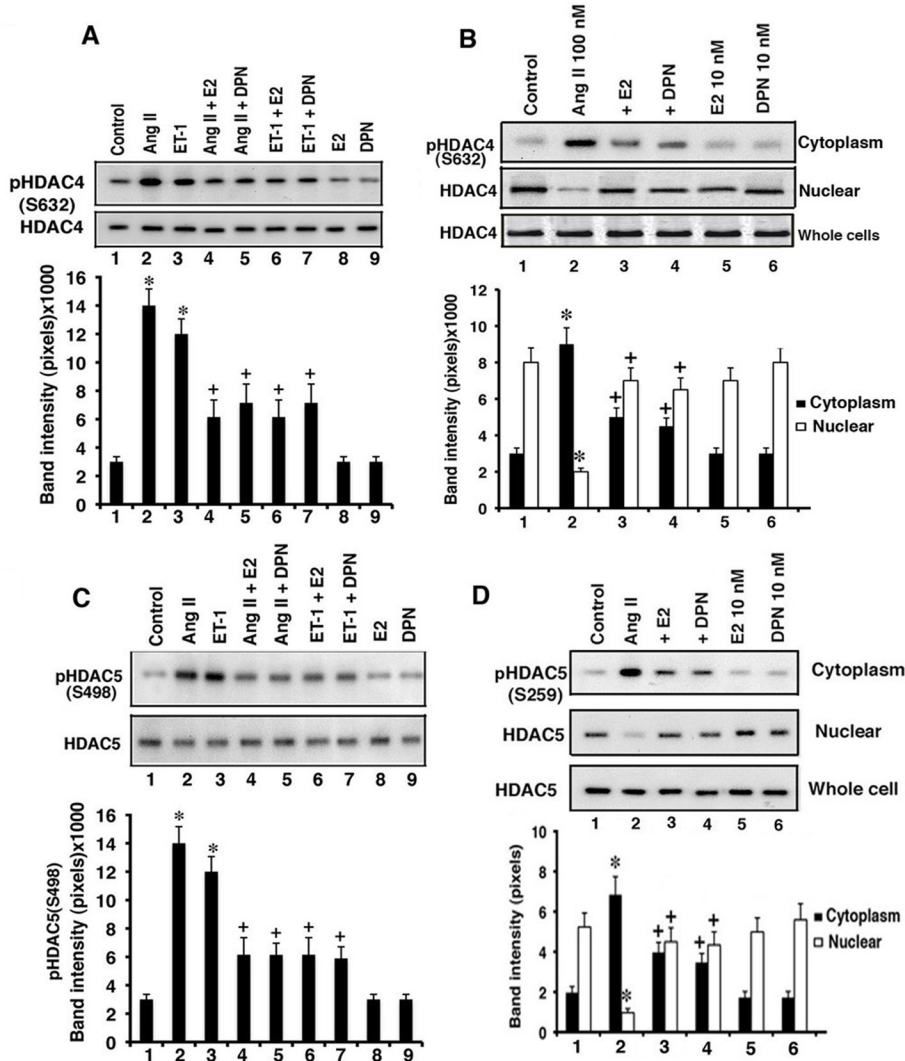 A
Control
Ang II
ET-1
Ang II + E2
Ang II + DPN
ET-1 + E2
ET-1 + DPN
E2
DPN
pHDAC4
(S632)
HDAC4
1 2 3 4 5 6 7 8 9
Band intensity (pixels)x1000
16
14
12
10
8
6
4
2
0
* * + + + +
1 2 3 4 5 6 7 8 9
B
Control
Ang II 100 nM
+ E2
+ DPN
E2 10 nM
DPN 10 nM
pHDAC4
(S632)
Cytoplasm
HDAC4 Nuclear
HDAC4 Whole cells
1 2 3 4 5 6
Band intensity (pixels)x1000
12
10
8
6
4
2
0
* * + + + +
Cytoplasm
Nuclear
1 2 3 4 5 6
C
Control
Ang II
ET-1
Ang II + E2
Ang II + DPN
ET-1 + E2
ET-1 + DPN
E2
DPN
pHDAC5
(S498)
HDAC5
1 2 3 4 5 6 7 8 9
pHDAC5(S498)
Band intensity (pixels)x1000
16
14
12
10
8
6
4
2
0
* * + + + +
1 2 3 4 5 6 7 8 9
D
Control
Ang II
+ E2
+ DPN
E2 10 nM
DPN 10 nM
pHDAC5
(S259)
Cytoplasm
HDAC5 Nuclear
HDAC5 Whole cell
1 2 3 4 5 6
Band intensity (pixels)
10
8
6
4
2
0
* * + + + +
Cytoplasm
Nuclear
1 2 3 4 5 6